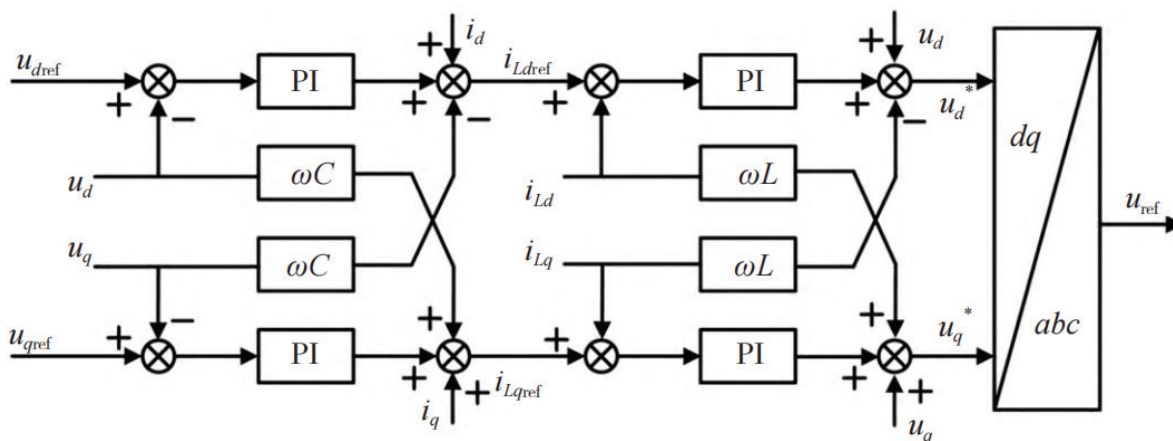 i_d
u_d
u_dref
PI
i_Ldref
PI
u_d*
+
+
−
+
+
−
+
+
+
−
u_d
ωC
i_Ld
ωL
dq
u_ref
u_q
ωC
i_Lq
ωL
abc
u_qref
PI
i_Lqref
PI
u_q*
+
−
+
+
+
+
+
+
+
i_q
u_q